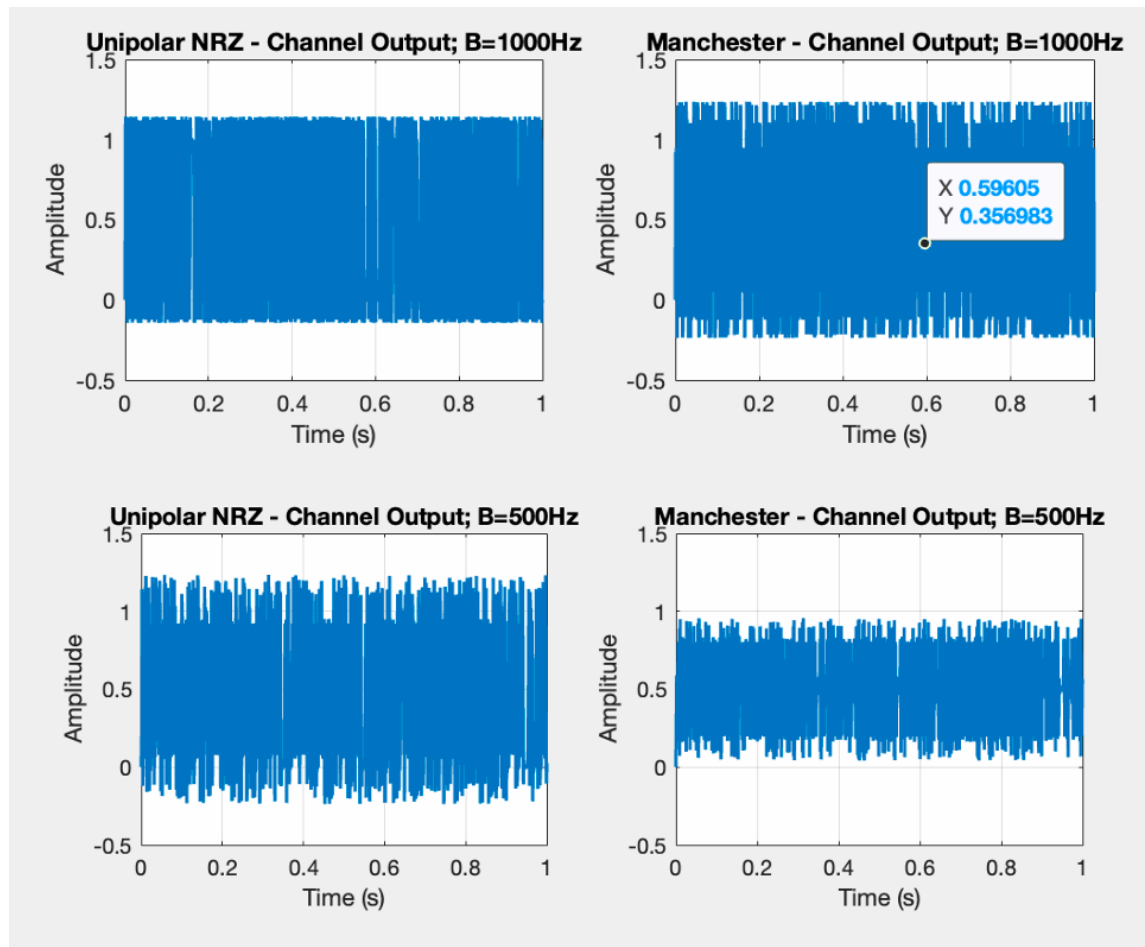 Unipolar NRZ - Channel Output; B=1000Hz
1.5
1
0.5
0
-0.5
Amplitude
0 0.2 0.4 0.6 0.8 1
Time (s)
Manchester - Channel Output; B=1000Hz
1.5
1
0.5
0
-0.5
Amplitude
X 0.59605
Y 0.356983
0 0.2 0.4 0.6 0.8 1
Time (s)
Unipolar NRZ - Channel Output; B=500Hz
1.5
1
0.5
0
-0.5
Amplitude
0 0.2 0.4 0.6 0.8 1
Time (s)
Manchester - Channel Output; B=500Hz
1.5
1
0.5
0
-0.5
Amplitude
0 0.2 0.4 0.6 0.8 1
Time (s)